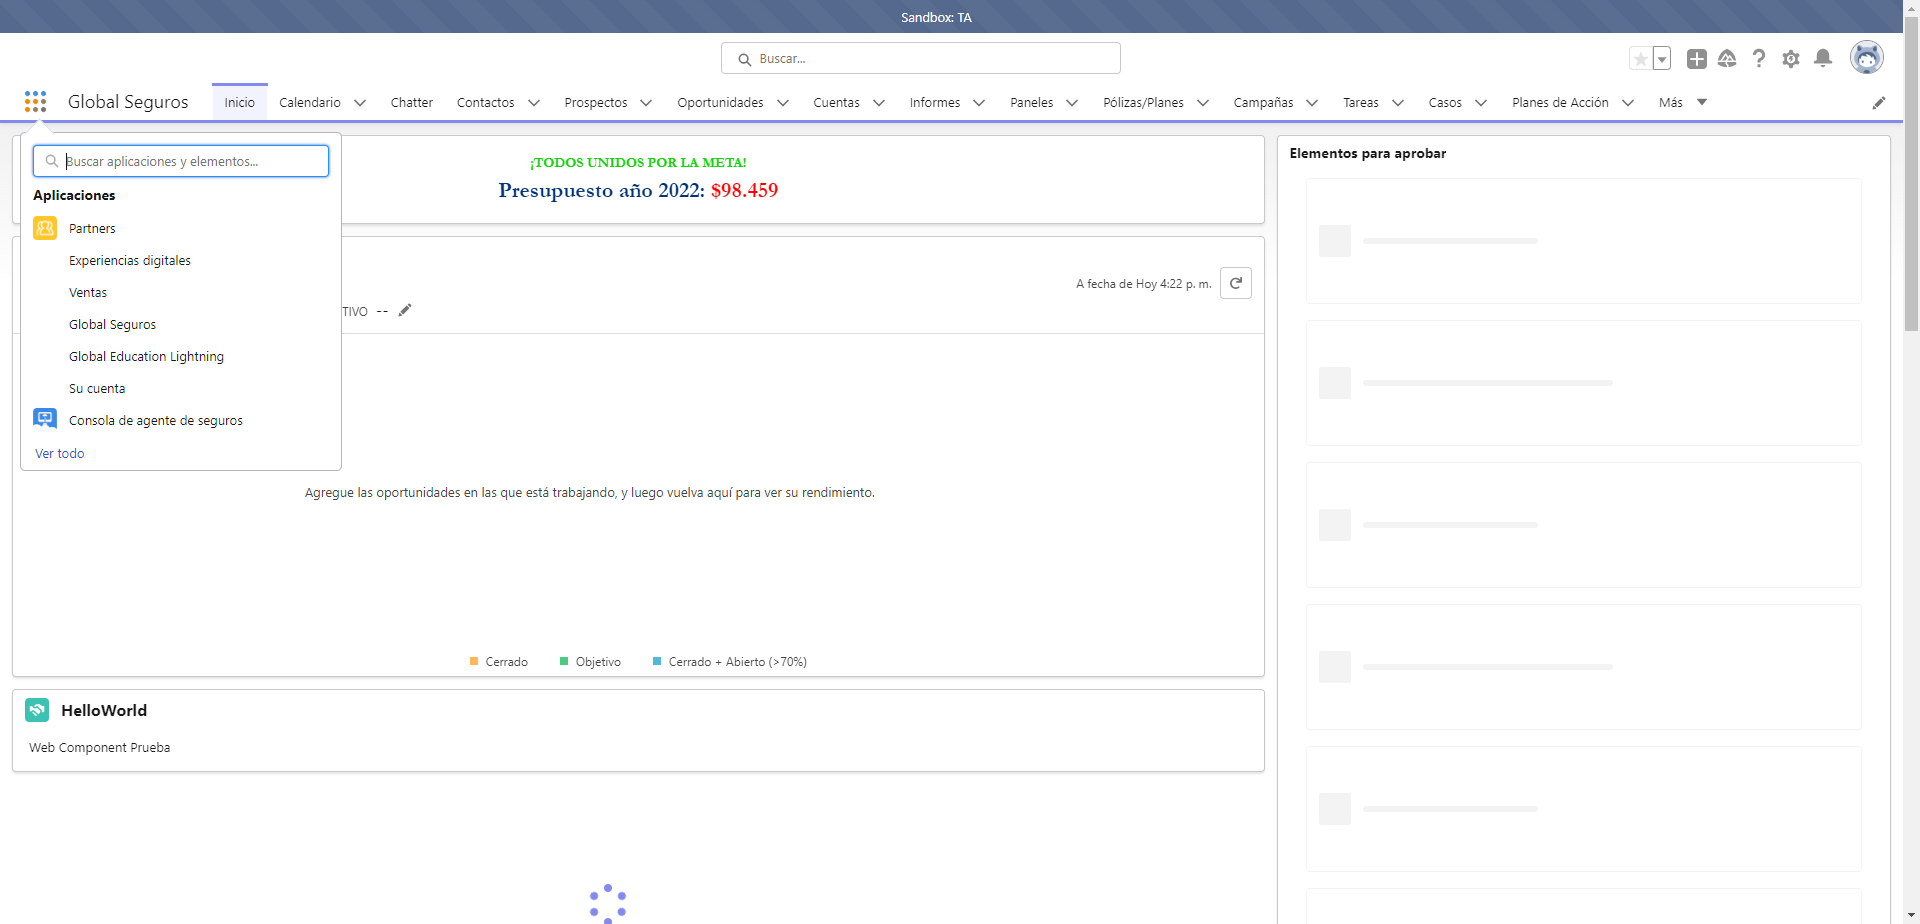 Sandbox: TA
Buscar...
Global Seguros
Inicio
Calendario
Chatter
Contactos
Prospectos
Oportunidades
Cuentas
Informes
Paneles
Pólizas/Planes
Campañas
Tareas
Casos
Planes de Acción
Más
Buscar aplicaciones y elementos...
Aplicaciones
Partners
Experiencias digitales
Ventas
Global Seguros
Global Education Lightning
Su cuenta
Consola de agente de seguros
Ver todo
¡TODOS UNIDOS POR LA META!
Presupuesto año 2022: $98.459
A fecha de Hoy 4:22 p. m.
TIVO --
Agregue las oportunidades en las que está trabajando, y luego vuelva aquí para ver su rendimiento.
Cerrado
Objetivo
Cerrado + Abierto (>70%)
HelloWorld
Web Component Prueba
Elementos para aprobar